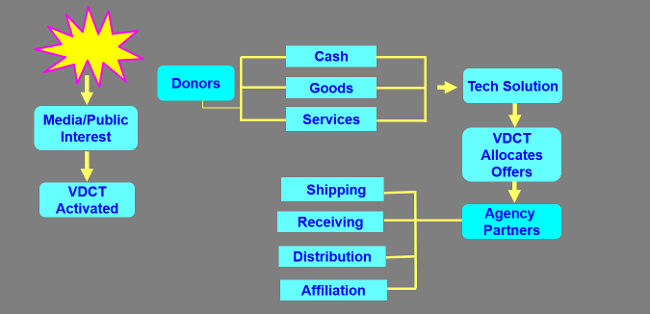 Media/Public
Interest
VDCT
Activated
Donors
Cash
Goods
Services
Tech Solution
VDCT
Allocates
Offers
Agency
Partners
Shipping
Receiving
Distribution
Affiliation